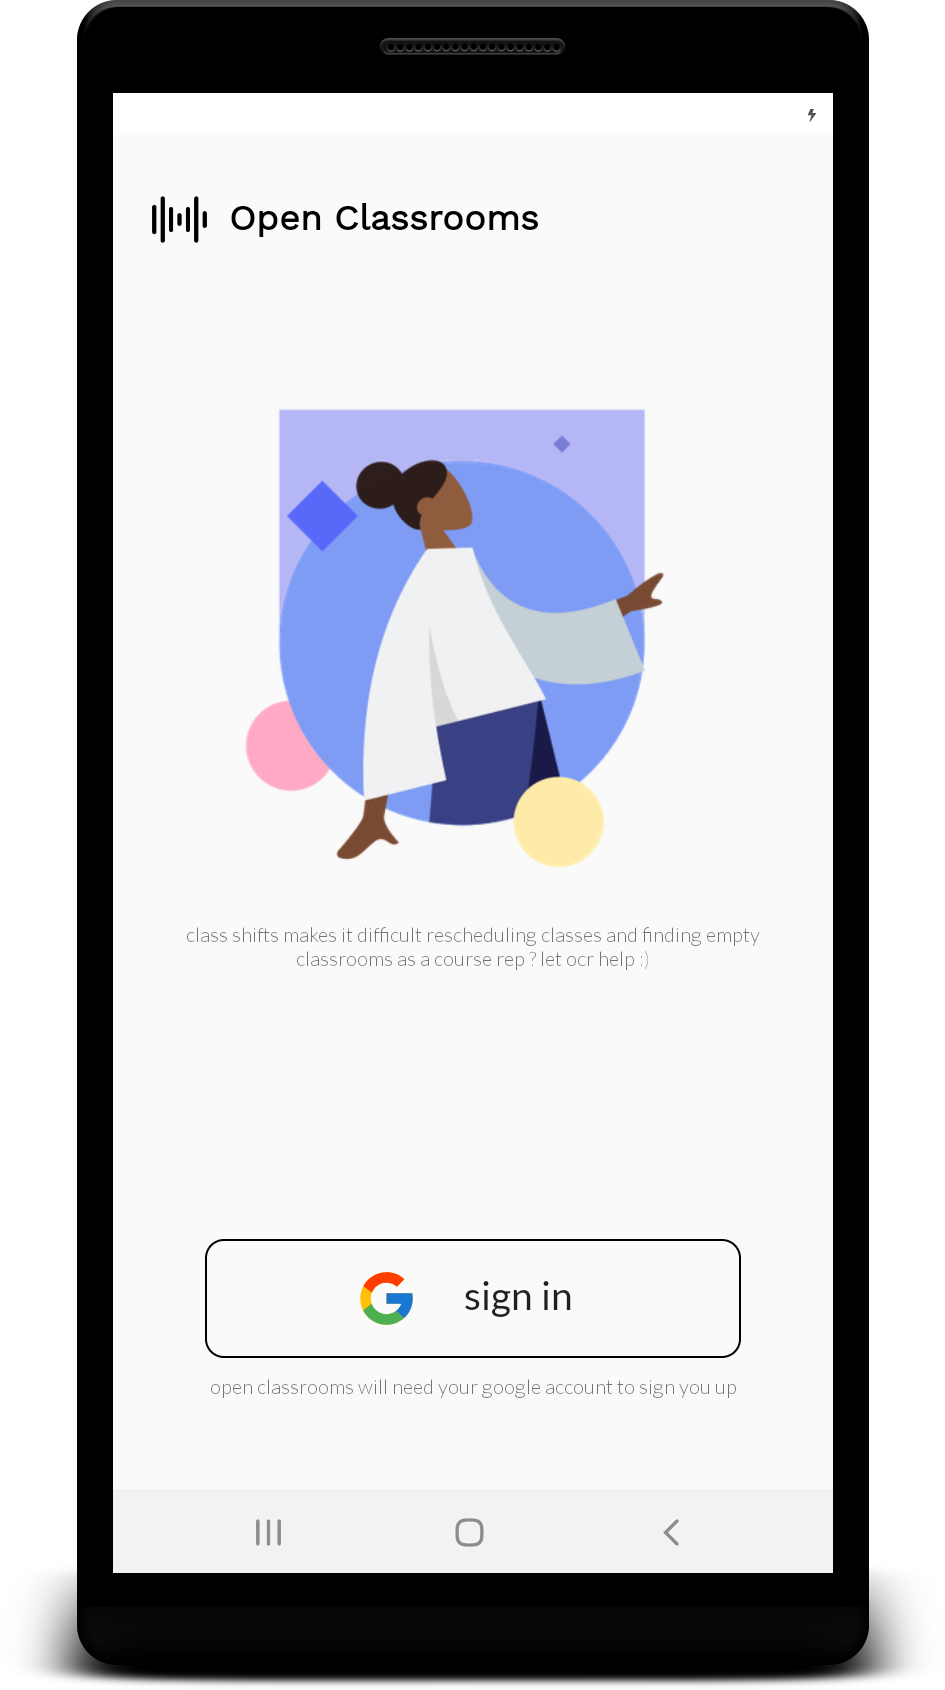 Open Classrooms
class shifts makes it difficult rescheduling classes and finding empty
classrooms as a course rep ? let ocr help :)
sign in
open classrooms will need your google account to sign you up